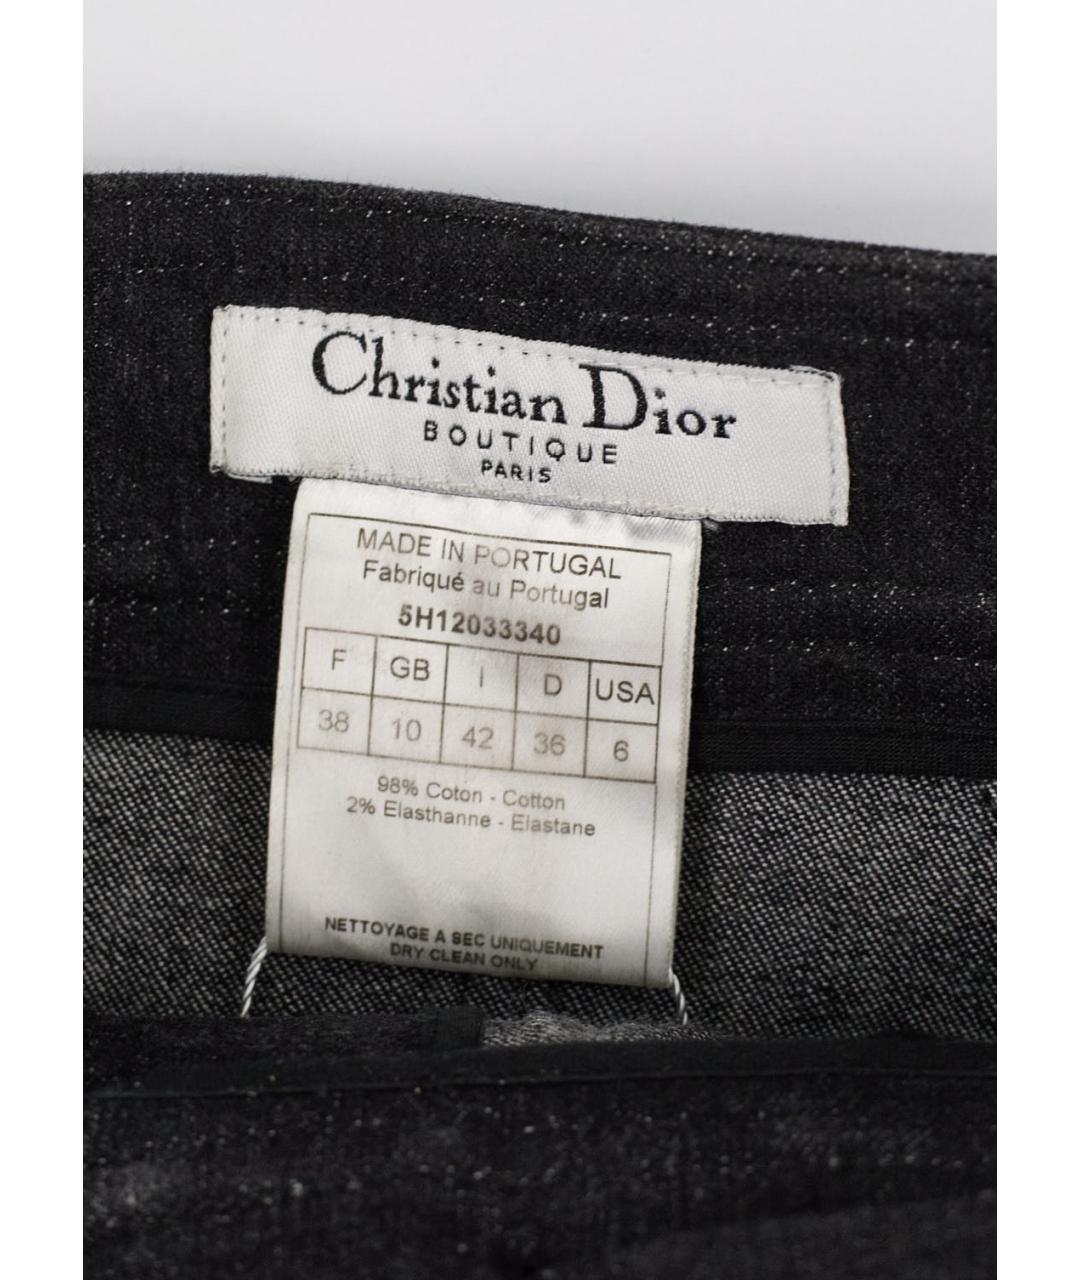 Christian Dior
BOUTIQUE
PARIS
MADE IN PORTUGAL
Fabriqué au Portugal
5H12033340
F GB I D USA
38 10 42 36 6
98% Coton - Cotton
2% Elasthanne - Elastane
NETTOYAGE A SEC UNIQUEMENT
DRY CLEAN ONLY